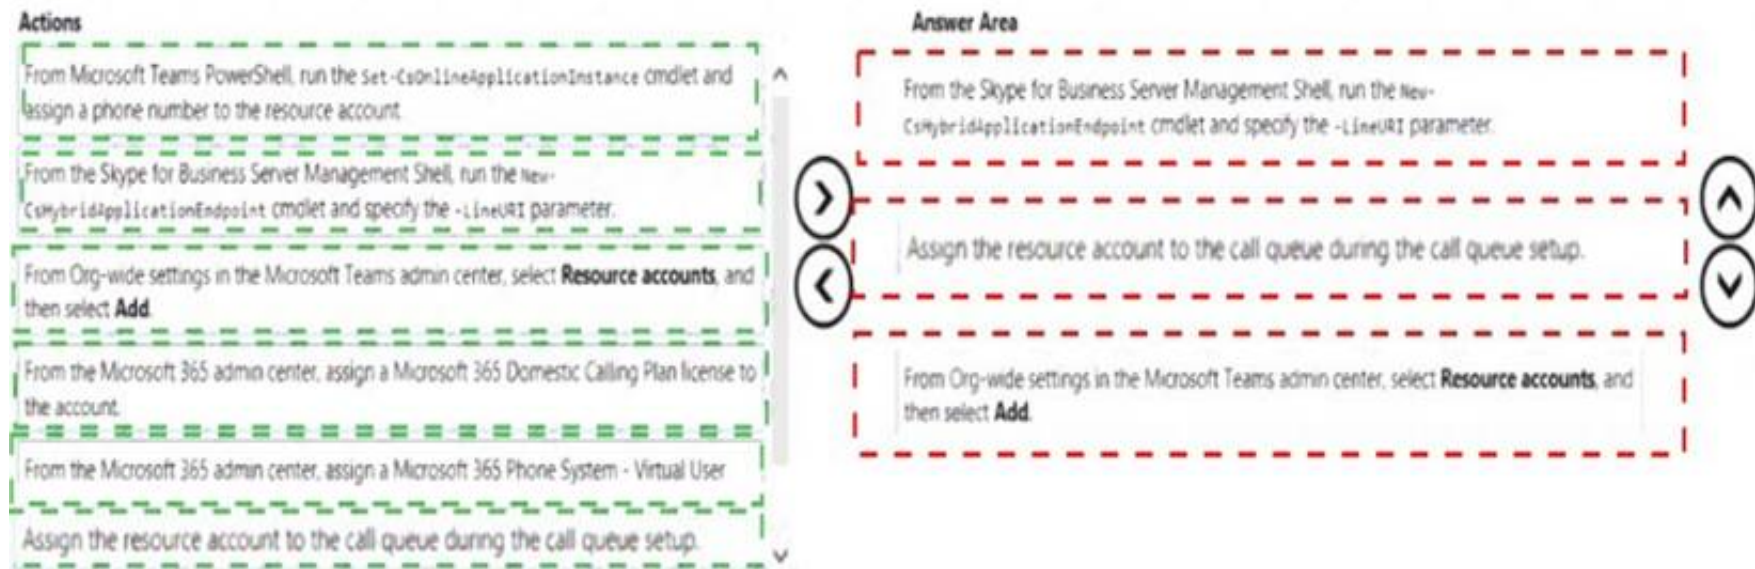 Actions
From Microsoft Teams PowerShell, run the Set-CsOnlineApplicationInstance cmdlet and
assign a phone number to the resource account.
From the Skype for Business Server Management Shell, run the New-
CsHybridApplicationEndpoint cmdlet and specify the -LineURI parameter.
From Org-wide settings in the Microsoft Teams admin center, select Resource accounts, and
then select Add.
From the Microsoft 365 admin center, assign a Microsoft 365 Domestic Calling Plan license to
the account.
From the Microsoft 365 admin center, assign a Microsoft 365 Phone System - Virtual User
Assign the resource account to the call queue during the call queue setup.
Answer Area
From the Skype for Business Server Management Shell, run the New-
CsHybridApplicationEndpoint cmdlet and specify the -LineURI parameter.
Assign the resource account to the call queue during the call queue setup.
From Org-wide settings in the Microsoft Teams admin center, select Resource accounts, and
then select Add.